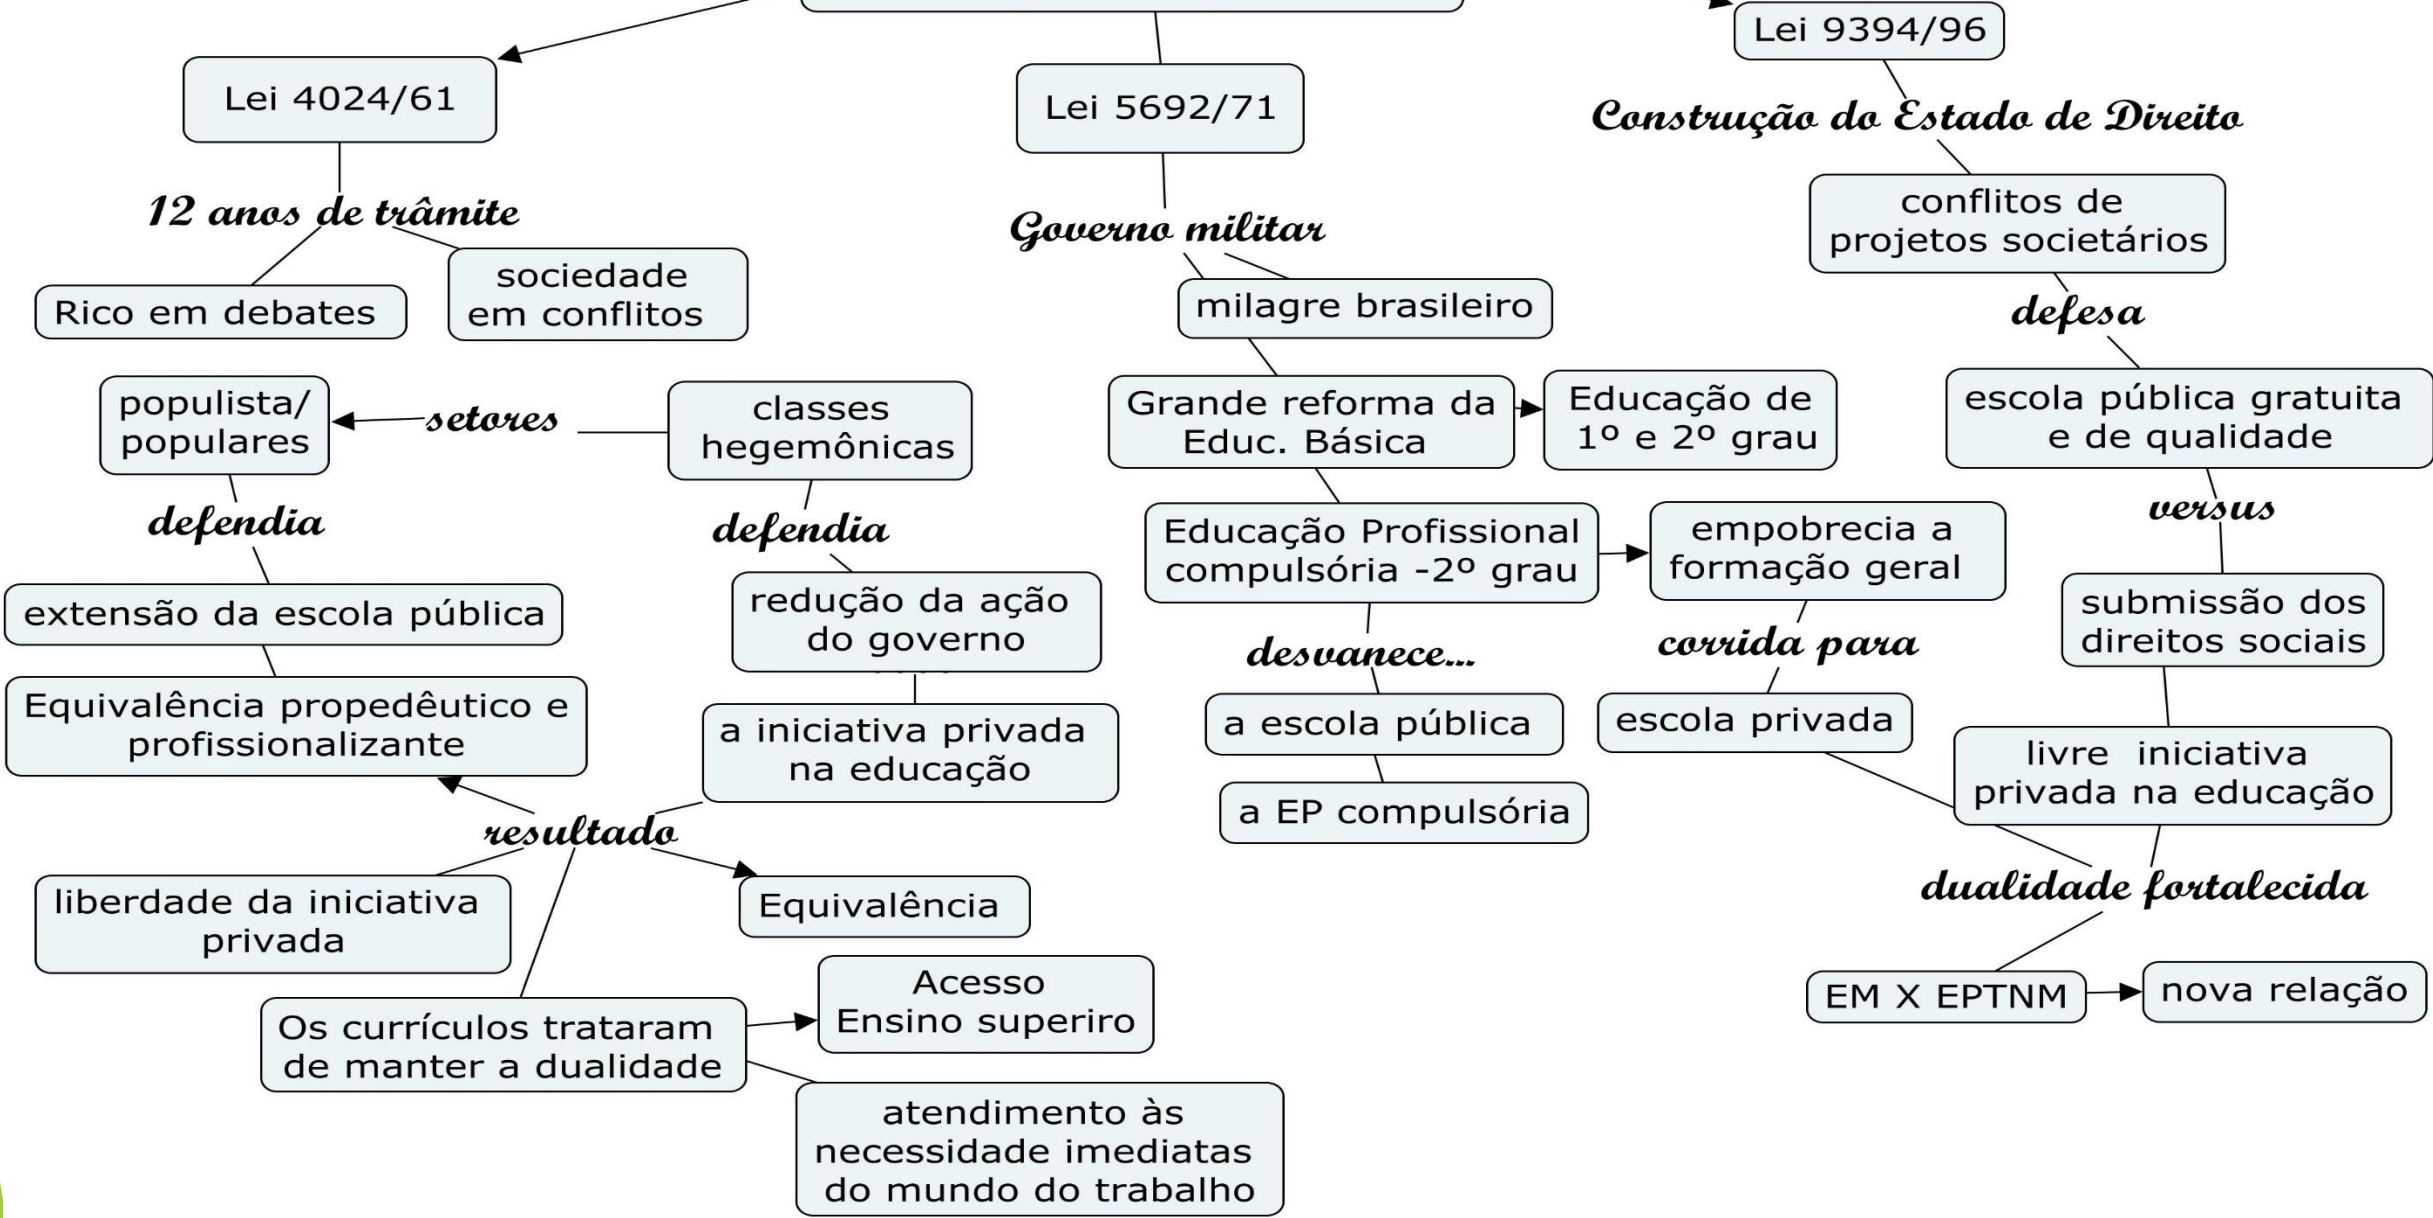 Lei 4024/61
12 anos de trâmite
Rico em debates
sociedade
em conflitos
populista/
populares
setores
classes
hegemônicas
defendia
extensão da escola pública
Equivalência propedêutico e
profissionalizante
defendia
redução da ação
do governo
a iniciativa privada
na educação
resultado
liberdade da iniciativa
privada
Equivalência
Os currículos trataram
de manter a dualidade
Acesso
Ensino superiro
atendimento às
necessidade imediatas
do mundo do trabalho
Lei 5692/71
Governo militar
milagre brasileiro
Grande reforma da
Educ. Básica
Educação de
1º e 2º grau
Educação Profissional
compulsória -2º grau
empobrecia a
formação geral
desvanece...
a escola pública
a EP compulsória
corrida para
escola privada
Lei 9394/96
Construção do Estado de Direito
conflitos de
projetos societários
defesa
escola pública gratuita
e de qualidade
versus
submissão dos
direitos sociais
livre iniciativa
privada na educação
dualidade fortalecida
EM X EPTNM
nova relação